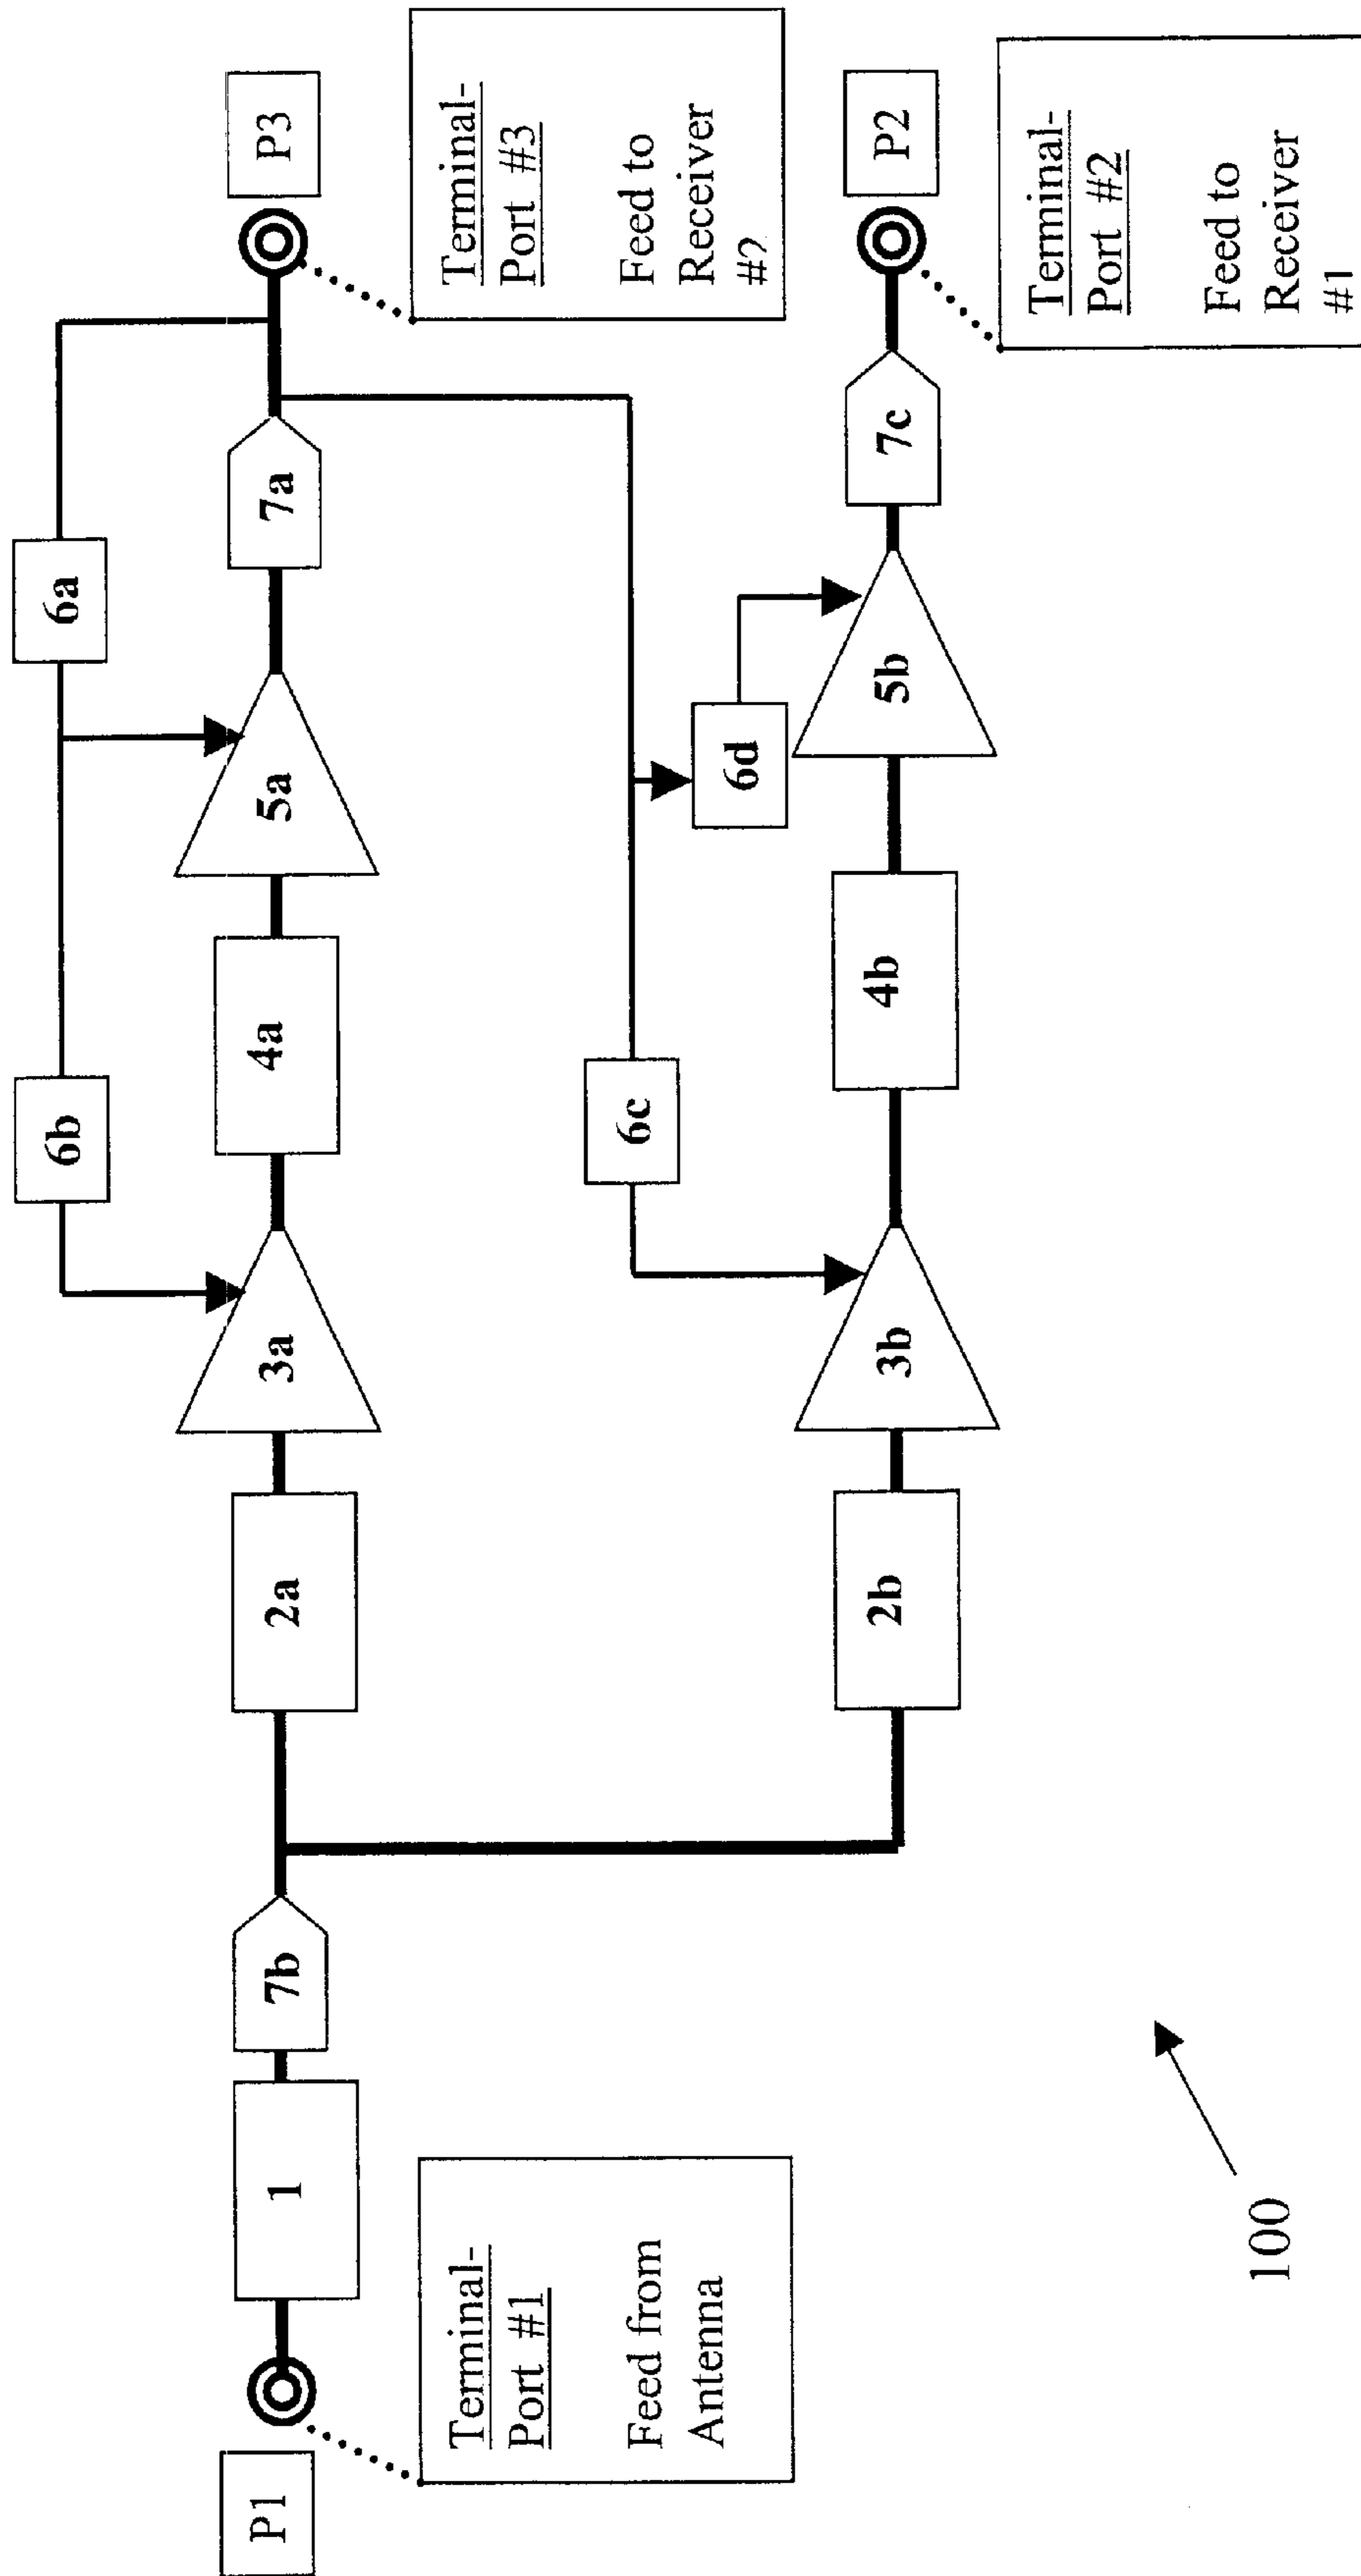 6b
6a
P1
1
7b
2a
3a
4a
5a
7a
P3
Terminal-
Port #1
Feed from
Antenna
Terminal-
Port #3
Feed to
Receiver
#2
6c
6d
2b
3b
4b
5b
7c
P2
Terminal-
Port #2
Feed to
Receiver
#1
100